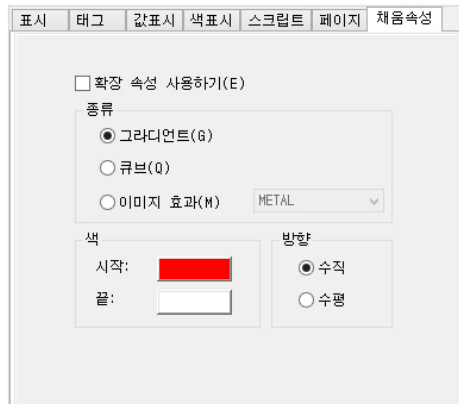 표시 태그 값표시 색표시 스크립트 페이지 채움속성
확장 속성 사용하기(E)
종류
그라디언트(G)
큐브(Q)
이미지 효과(M) METAL
색 방향
시작: 수직
끝: 수평